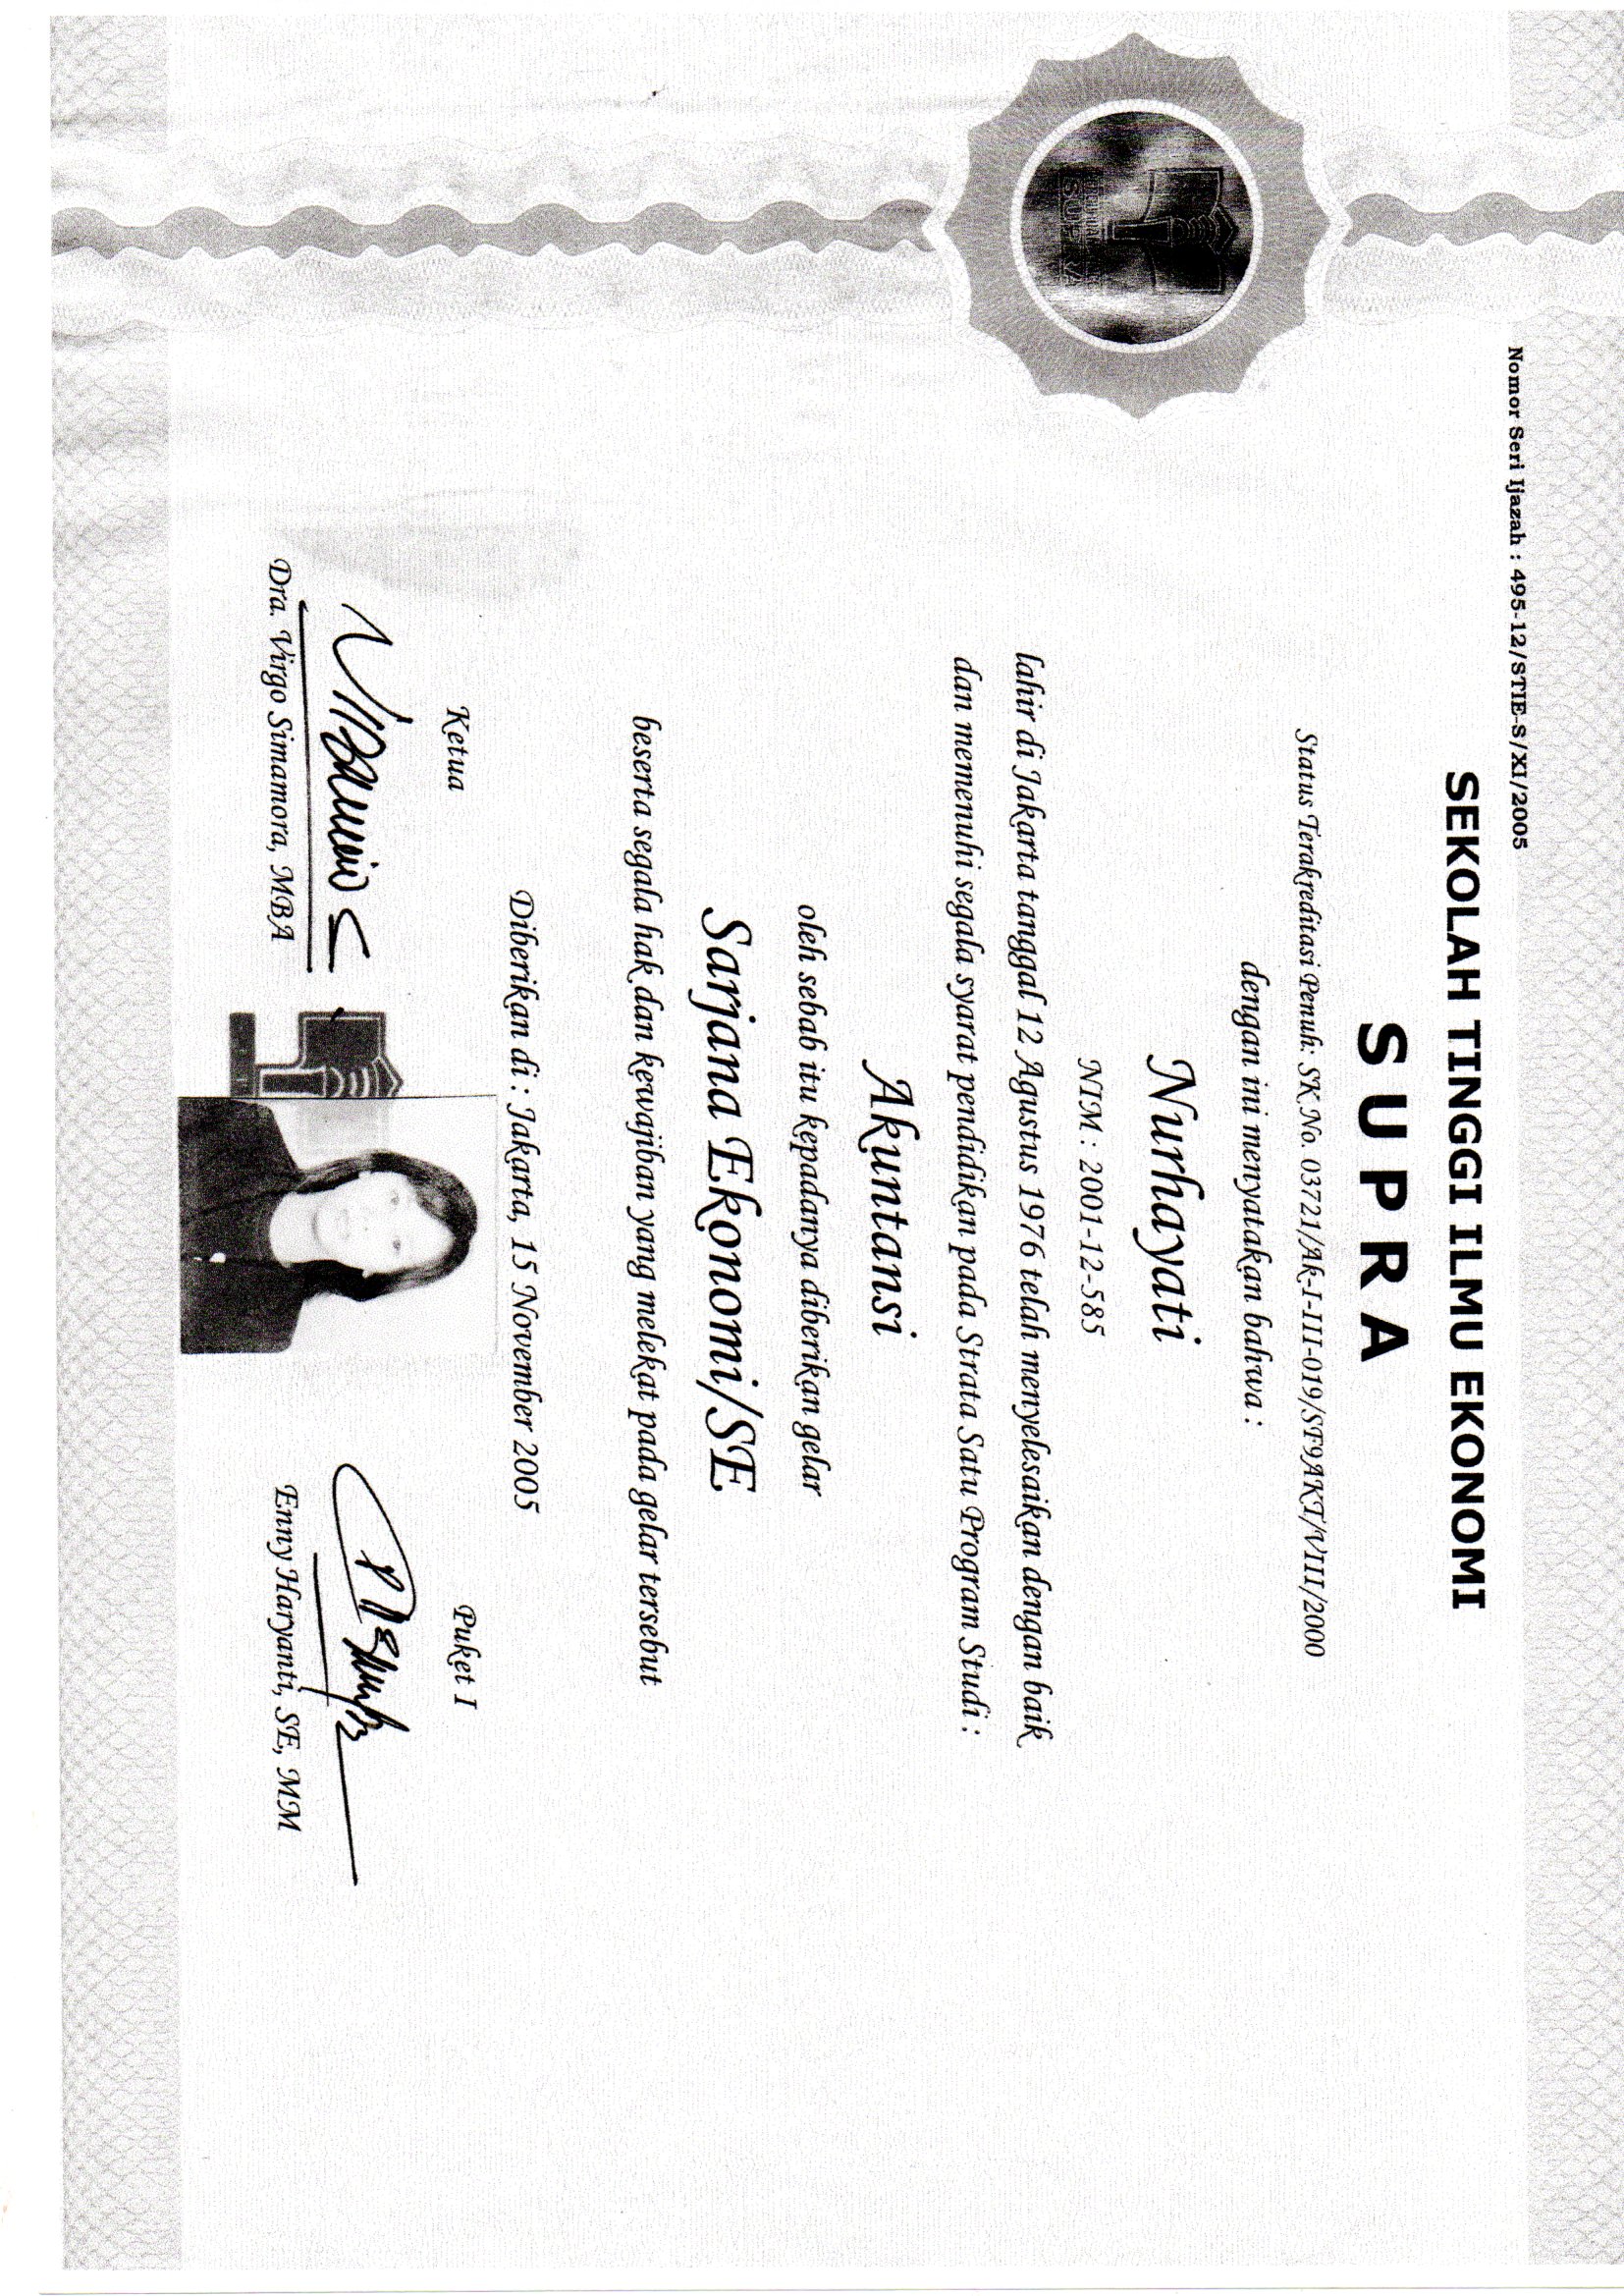 Nomor Seri Ijazah : 495-12/STIE-S/XI/2005
SEKOLAH TINGGI ILMU EKONOMI
SUPRA
Status Terakreditasi Penuh: SK No. 03721/Ak-I-III-019/SF9AKT/VIII/2000
dengan ini menyatakan bahwa :
Nurhayati
NIM : 2001-12-585
lahir di Jakarta tanggal 12 Agustus 1976 telah menyelesaikan dengan baik
dan memenuhi segala syarat pendidikan pada Strata Satu Program Studi :
Akuntansi
oleh sebab itu kepadanya diberikan gelar
Sarjana Ekonomi/SE
beserta segala hak dan kewajiban yang melekat pada gelar tersebut
Diberikan di : Jakarta, 15 November 2005
Ketua
Puket I
Dra. Virgo Simamora, MBA
Enny Haryanti, SE, MM